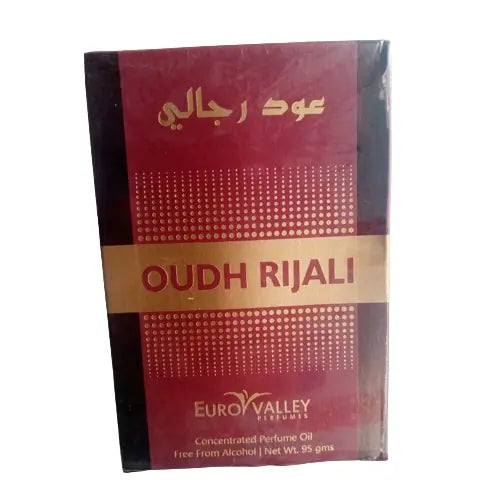 عود رجالي
OUDH RIJALI
EURO VALLEY
PERFUMES
Concentrated Perfume Oil
Free From Alcohol | Net Wt. 95 gms